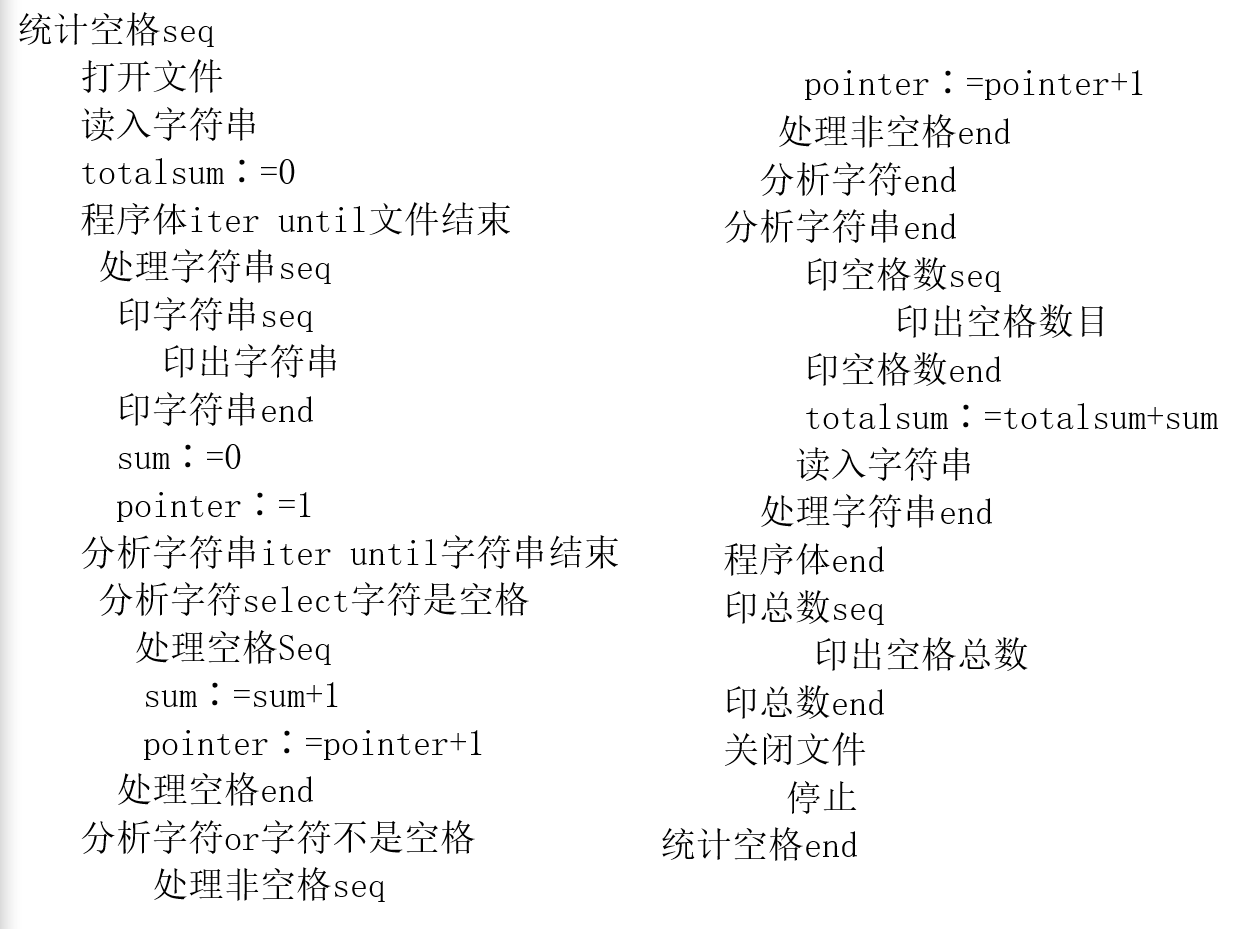 统计空格seq
打开文件
读入字符串
totalsum：=0
程序体iter until文件结束
处理字符串seq
印字符串seq
印出字符串
印字符串end
sum：=0
pointer：=1
分析字符串iter until字符串结束
分析字符select字符是空格
处理空格Seq
sum：=sum+1
pointer：=pointer+1
处理空格end
分析字符or字符不是空格
处理非空格seq
pointer：=pointer+1
处理非空格end
分析字符end
分析字符串end
印空格数seq
印出空格数目
印空格数end
totalsum：=totalsum+sum
读入字符串
处理字符串end
程序体end
印总数seq
印出空格总数
印总数end
关闭文件
停止
统计空格end